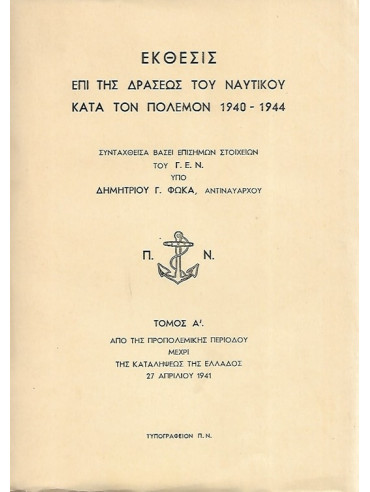 ΕΚΘΕΣΙΣ
ΕΠΙ ΤΗΣ ΔΡΑΣΕΩΣ ΤΟΥ ΝΑΥΤΙΚΟΥ
ΚΑΤΑ ΤΟΝ ΠΟΛΕΜΟΝ 1940 - 1944
ΣΥΝΤΑΧΘΕΙΣΑ ΒΑΣΕΙ ΕΠΙΣΗΜΩΝ ΣΤΟΙΧΕΙΩΝ
ΤΟΥ Γ. Ε. Ν.
ΥΠΟ
ΔΗΜΗΤΡΙΟΥ Γ. ΦΩΚΑ, ΑΝΤΙΝΑΥΑΡΧΟΥ
Π. Ν.
ΤΟΜΟΣ Α'.
ΑΠΟ ΤΗΣ ΠΡΟΠΟΛΕΜΙΚΗΣ ΠΕΡΙΟΔΟΥ
ΜΕΧΡΙ
ΤΗΣ ΚΑΤΑΛΗΨΕΩΣ ΤΗΣ ΕΛΛΑΔΟΣ
27 ΑΠΡΙΛΙΟΥ 1941
ΤΥΠΟΓΡΑΦΕΙΟΝ Π. Ν.